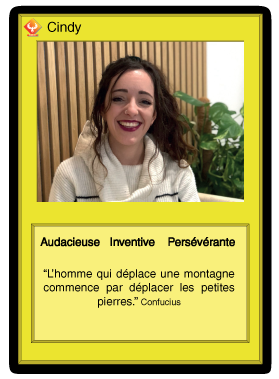 Cindy
Audacieuse Inventive Persévérante
“L’homme qui déplace une montagne
commence par déplacer les petites
pierres.” Confucius